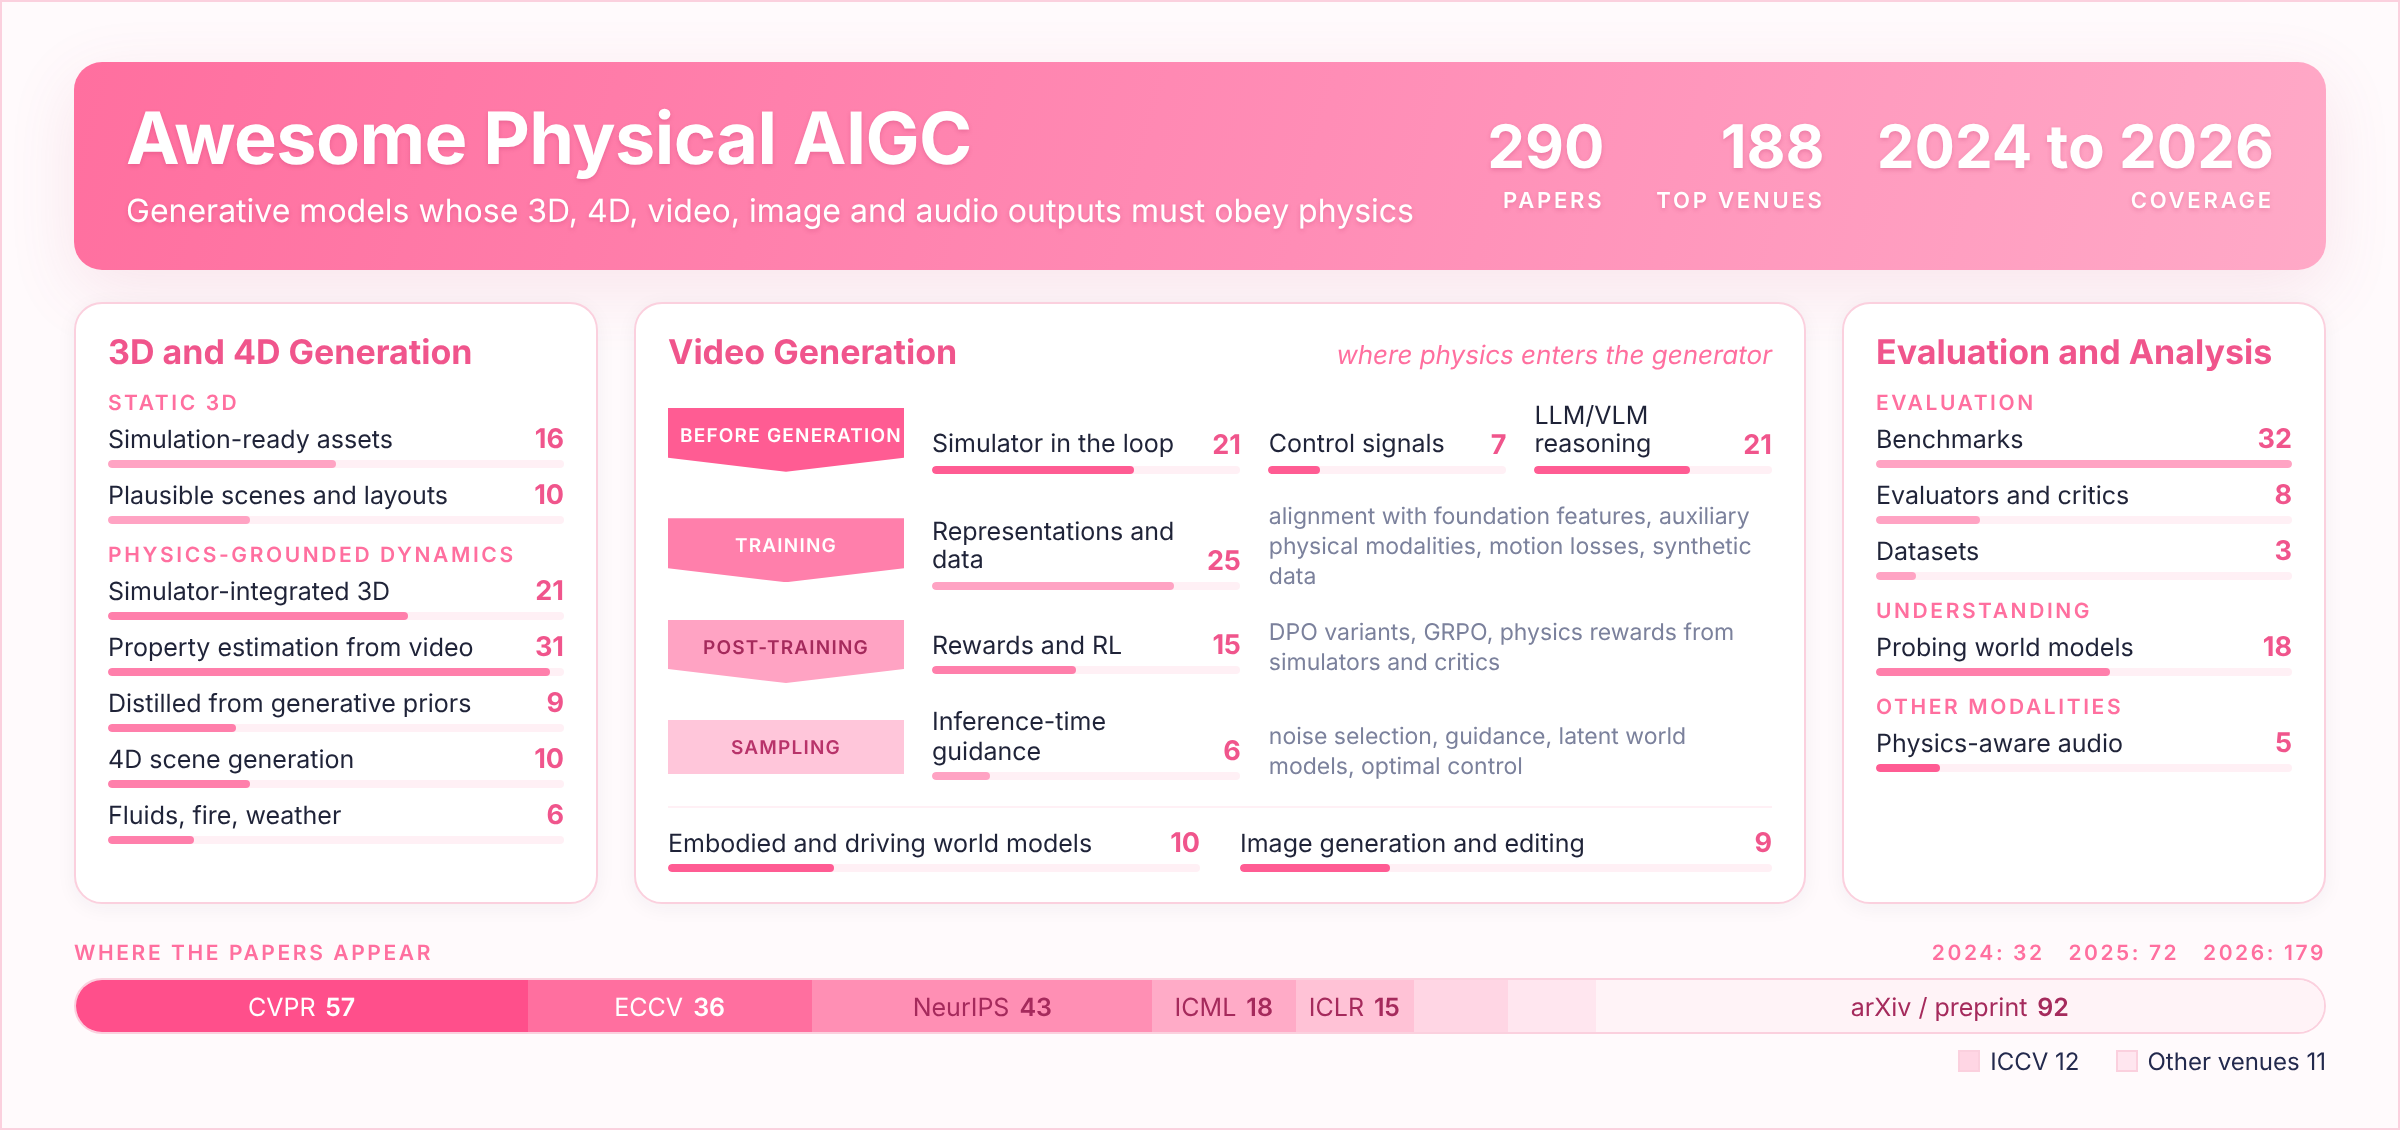 Awesome Physical AIGC
Generative models whose 3D, 4D, video, image and audio outputs must obey physics
290
PAPERS
188
TOP VENUES
2024 to 2026
COVERAGE
3D and 4D Generation
STATIC 3D
Simulation-ready assets 16
Plausible scenes and layouts 10
PHYSICS-GROUNDED DYNAMICS
Simulator-integrated 3D 21
Property estimation from video 31
Distilled from generative priors 9
4D scene generation 10
Fluids, fire, weather 6
Video Generation
where physics enters the generator
BEFORE GENERATION
Simulator in the loop 21
Control signals 7
LLM/VLM
reasoning 21
TRAINING
Representations and
data 25
alignment with foundation features, auxiliary
physical modalities, motion losses, synthetic
data
POST-TRAINING
Rewards and RL 15
DPO variants, GRPO, physics rewards from
simulators and critics
SAMPLING
Inference-time
guidance 6
noise selection, guidance, latent world
models, optimal control
Embodied and driving world models 10
Image generation and editing 9
Evaluation and Analysis
EVALUATION
Benchmarks 32
Evaluators and critics 8
Datasets 3
UNDERSTANDING
Probing world models 18
OTHER MODALITIES
Physics-aware audio 5
WHERE THE PAPERS APPEAR
2024: 32 2025: 72 2026: 179
CVPR 57
ECCV 36
NeurIPS 43
ICML 18
ICLR 15
arXiv / preprint 92
ICCV 12
Other venues 11